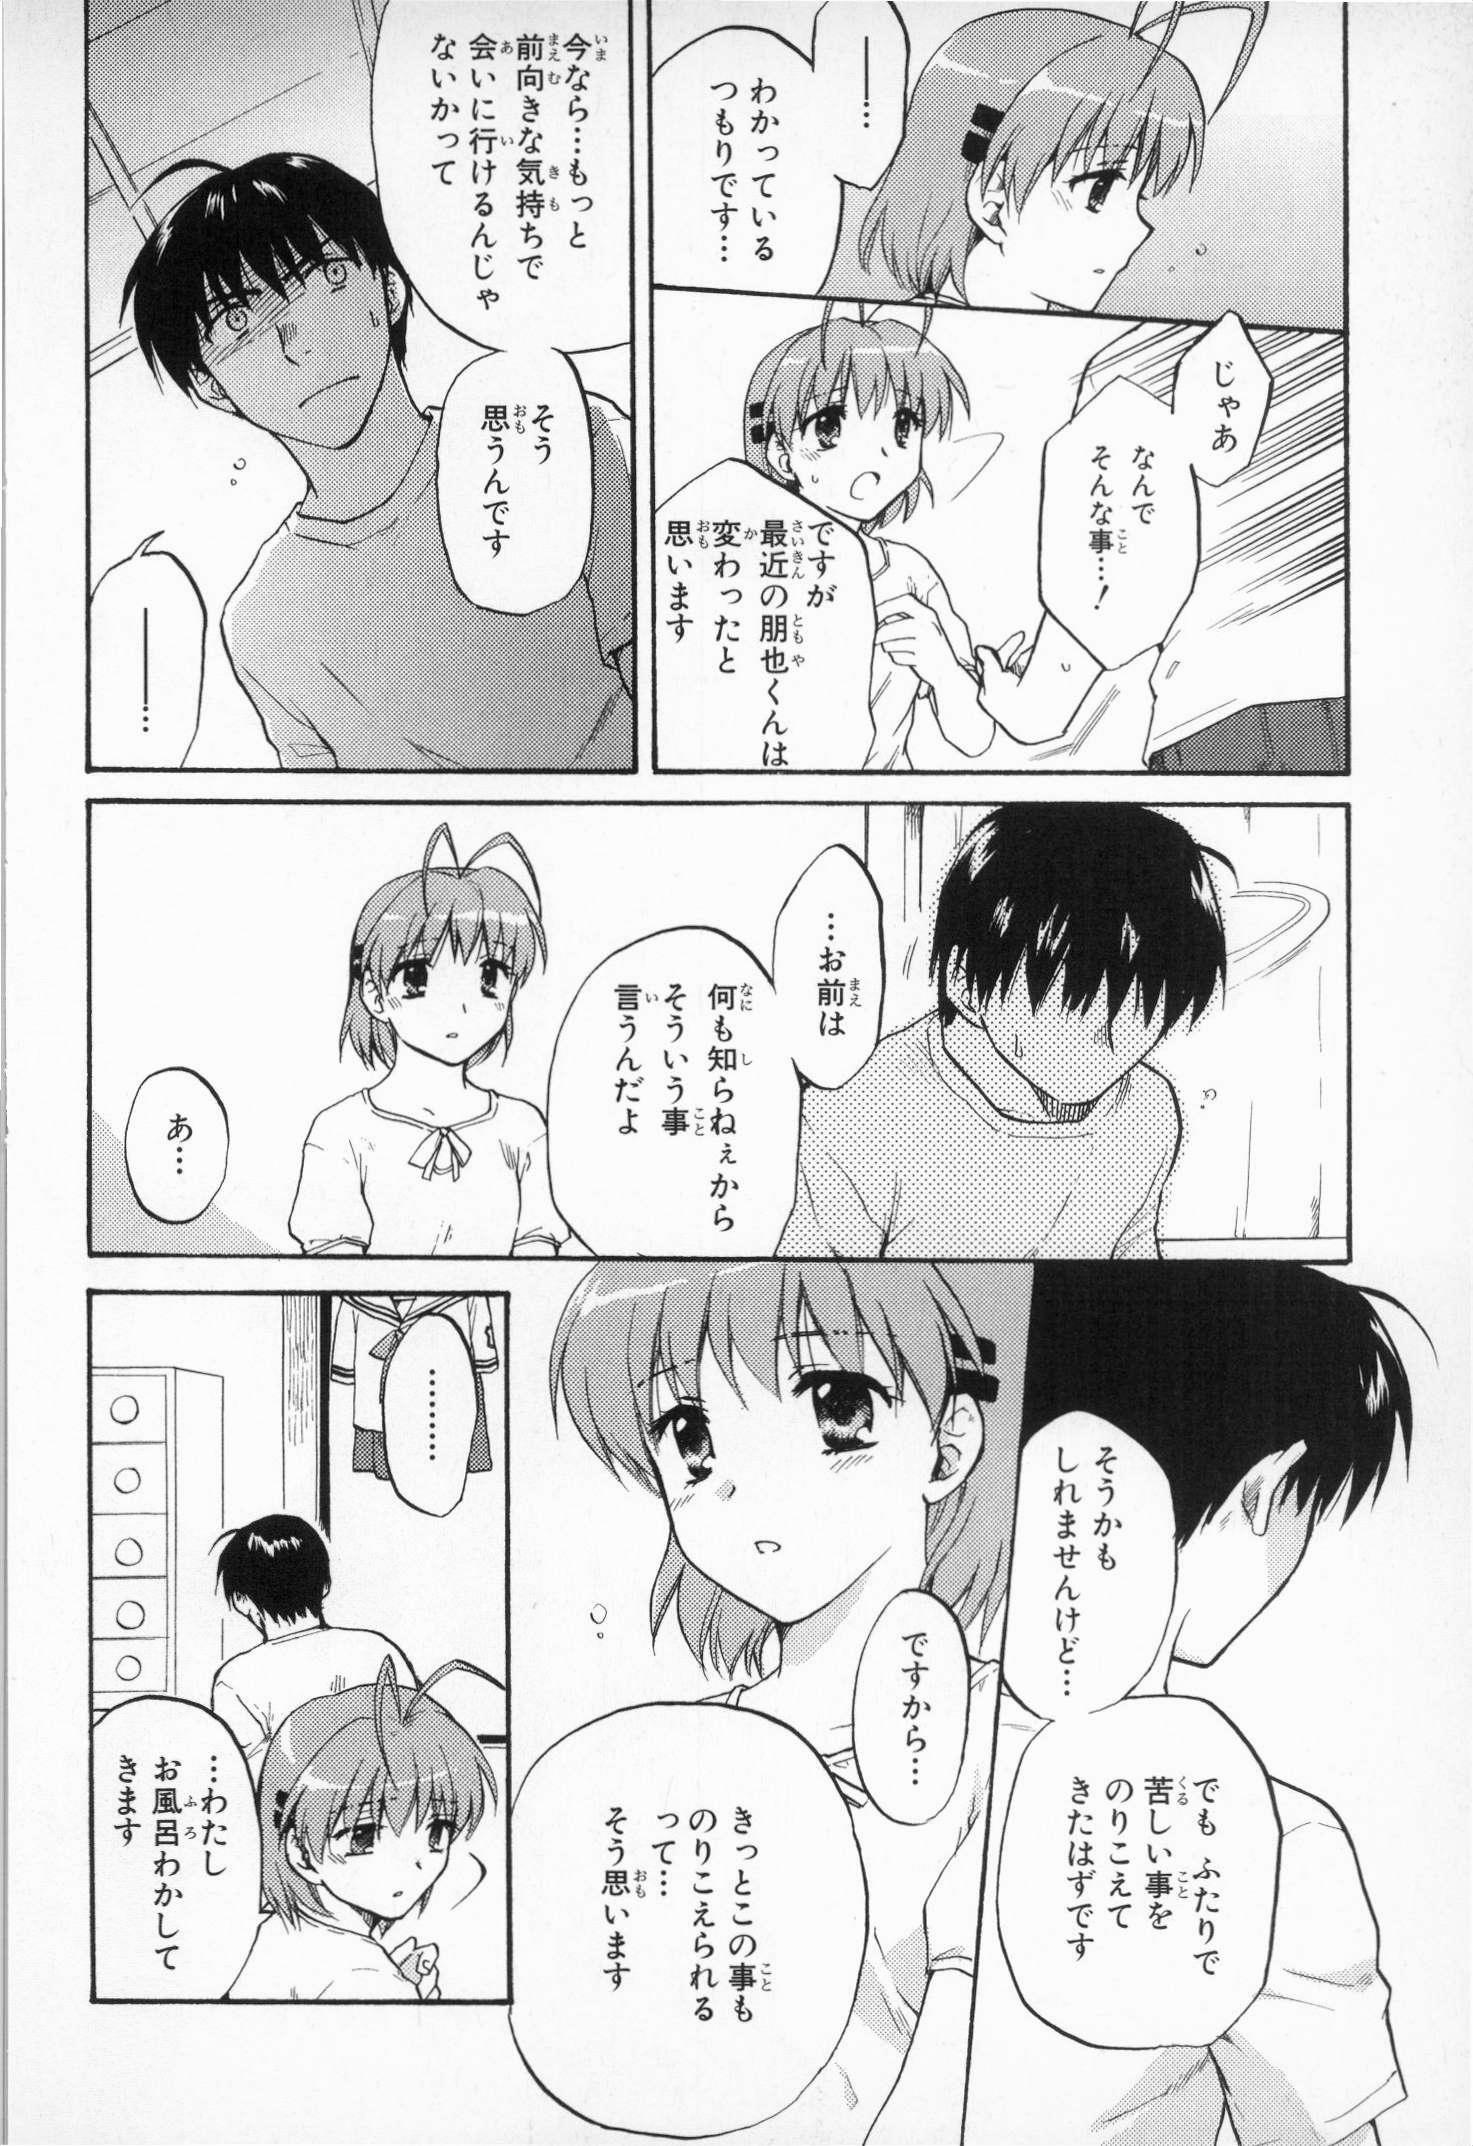 ―――…
わかっている
つもりです…
じゃあ
なんで
そんな事…！
ですが
最近の朋也くんは
変わったと
思います
今なら…もっと
前向きな気持ちで
会いに行けるんじゃ
ないかって
そう
思うんです
――――…
…お前は
何も知らねぇから
そういう事
言うんだよ
あ…
そうかも
しれませんけど…
でも ふたりで
苦しい事を
のりこえて
きたはずです
ですから…
きっとこの事も
のりこえられる
って…
そう思います
………
…わたし
お風呂わかして
きます